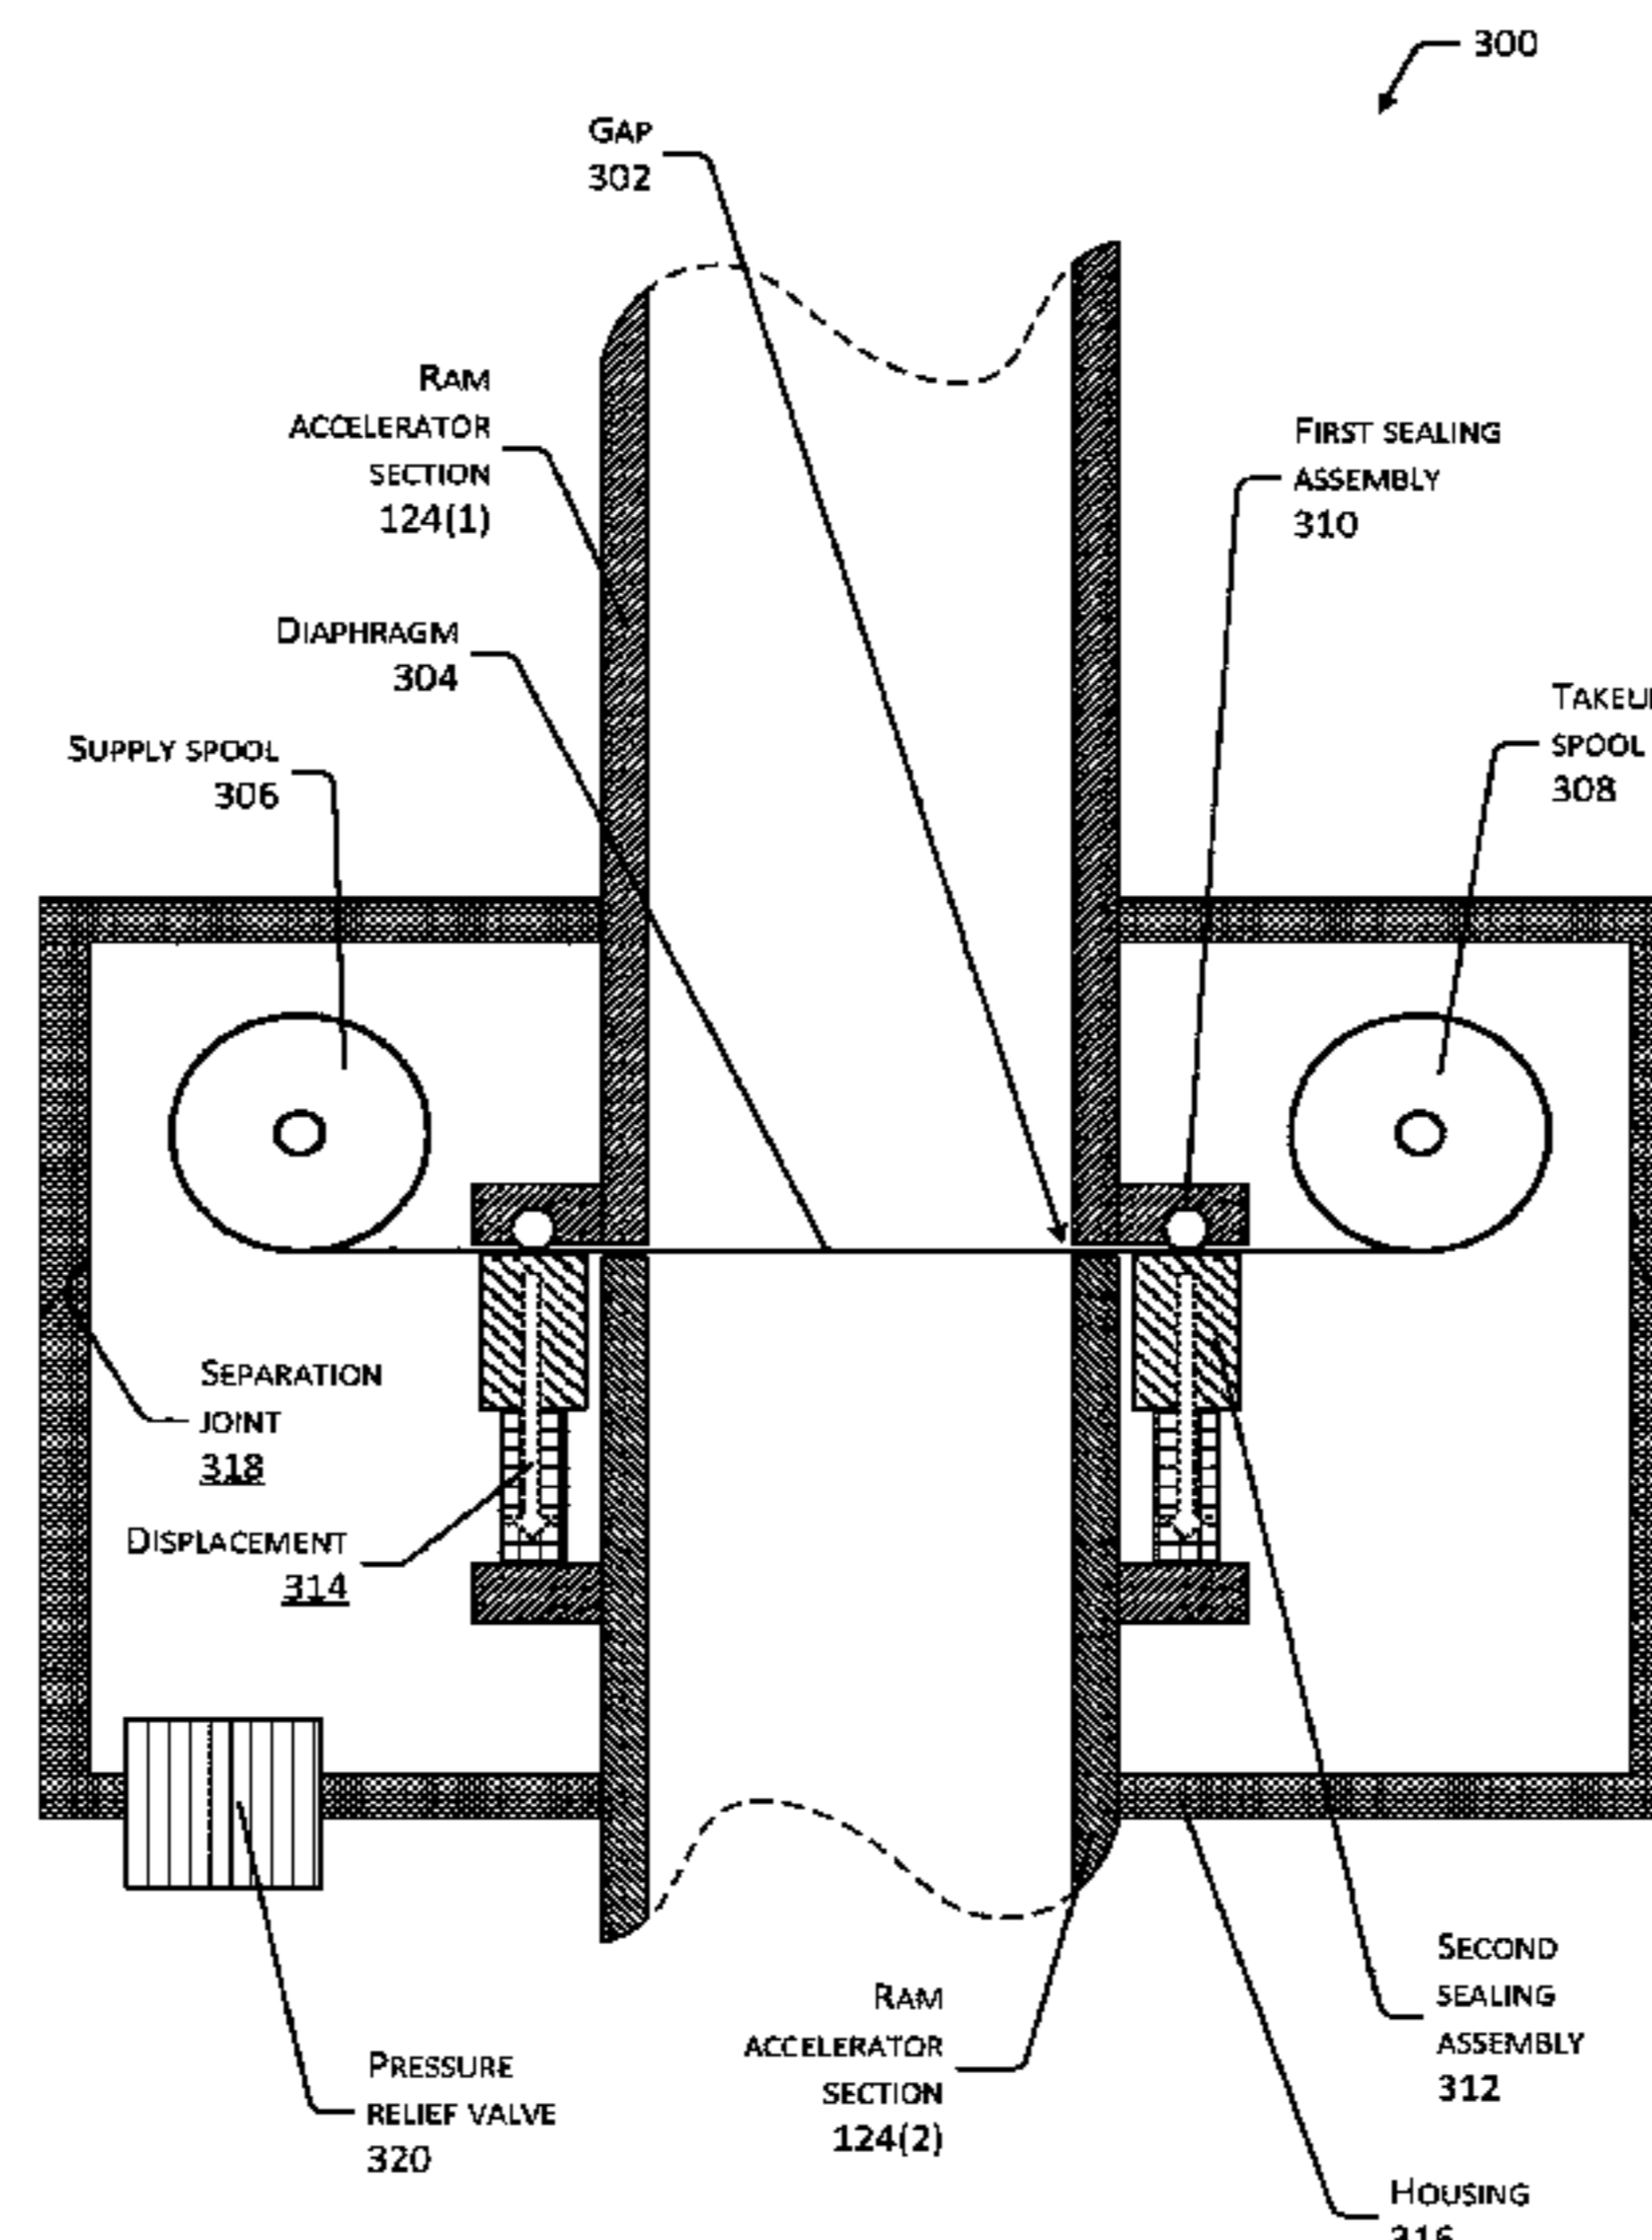 300
GAP
302
RAM
ACCELERATOR
SECTION
124(1)
FIRST SEALING
ASSEMBLY
310
DIAPHRAGM
304
SUPPLY SPOOL
306
SPOOL
308
SEPARATION
JOINT
318
DISPLACEMENT
314
SECOND
SEALING
ASSEMBLY
312
RAM
ACCELERATOR
SECTION
124(2)
PRESSURE
RELIEF VALVE
320
HOUSING
316